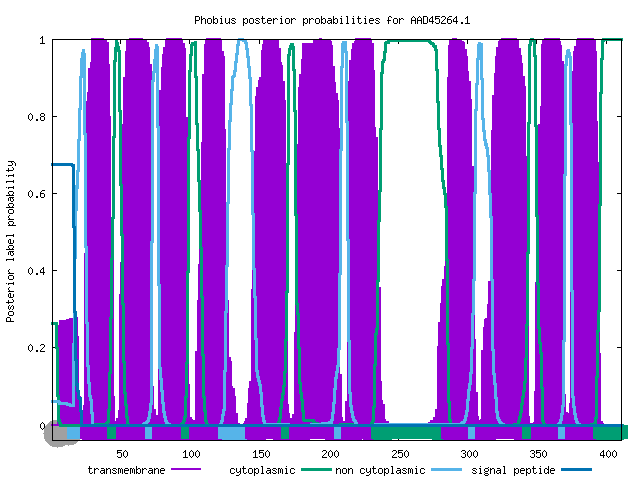 Phobius posterior probabilities for AAD45264.1
1
0.8
0.6
0.4
0.2
0
Posterior label probability
50 100 150 200 250 300 350 400
transmembrane cytoplasmic non cytoplasmic signal peptide